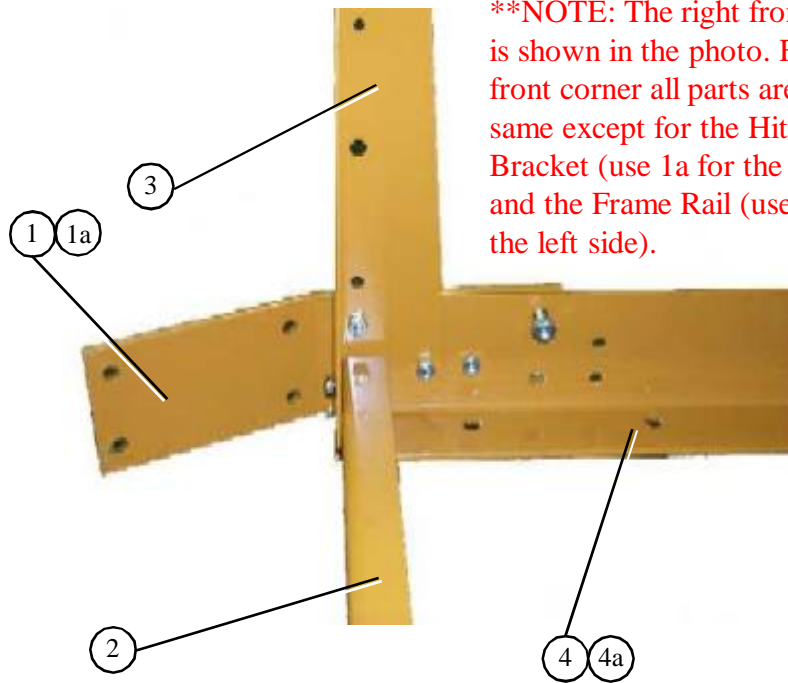 **NOTE: The right fron
is shown in the photo.
front corner all parts are
same except for the Hit
Bracket (use 1a for the
and the Frame Rail (use
the left side).
3
1 1a
2
4 4a